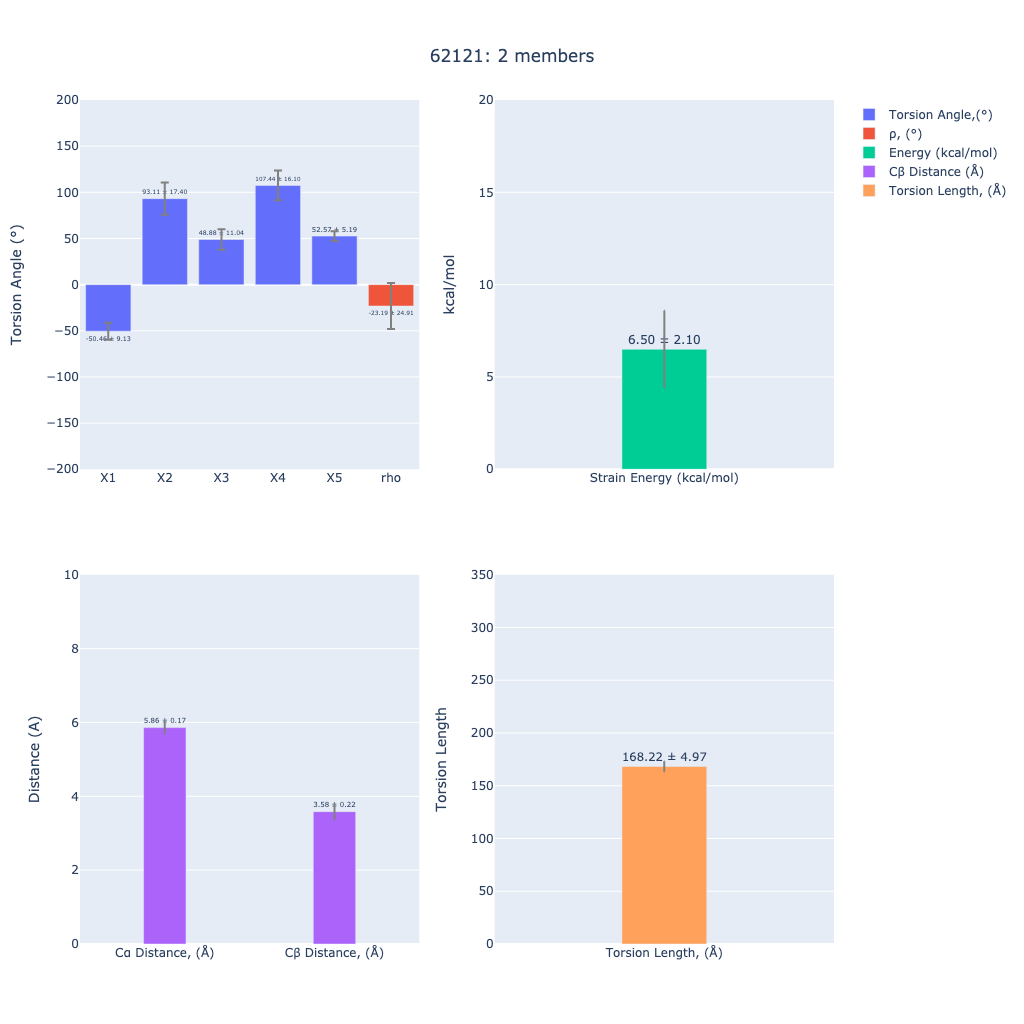 62121: 2 members
200
150
100
50
0
−50
−100
−150
−200
Torsion Angle (°)
93.11 ± 17.40
48.88 ± 11.04
107.44 ± 16.10
52.57 ± 5.19
-23.19 ± 24.91
X1
X2
X3
X4
X5
rho
20
15
10
5
0
kcal/mol
6.50 ± 2.10
Strain Energy (kcal/mol)
Torsion Angle,(°)
ρ, (°)
Energy (kcal/mol)
Cβ Distance (Å)
Torsion Length, (Å)
10
8
6
4
2
0
Distance (A)
5.86 ± 0.17
3.58 ± 0.22
Cα Distance, (Å)
Cβ Distance, (Å)
350
300
250
200
150
100
50
0
Torsion Length
168.22 ± 4.97
Torsion Length, (Å)